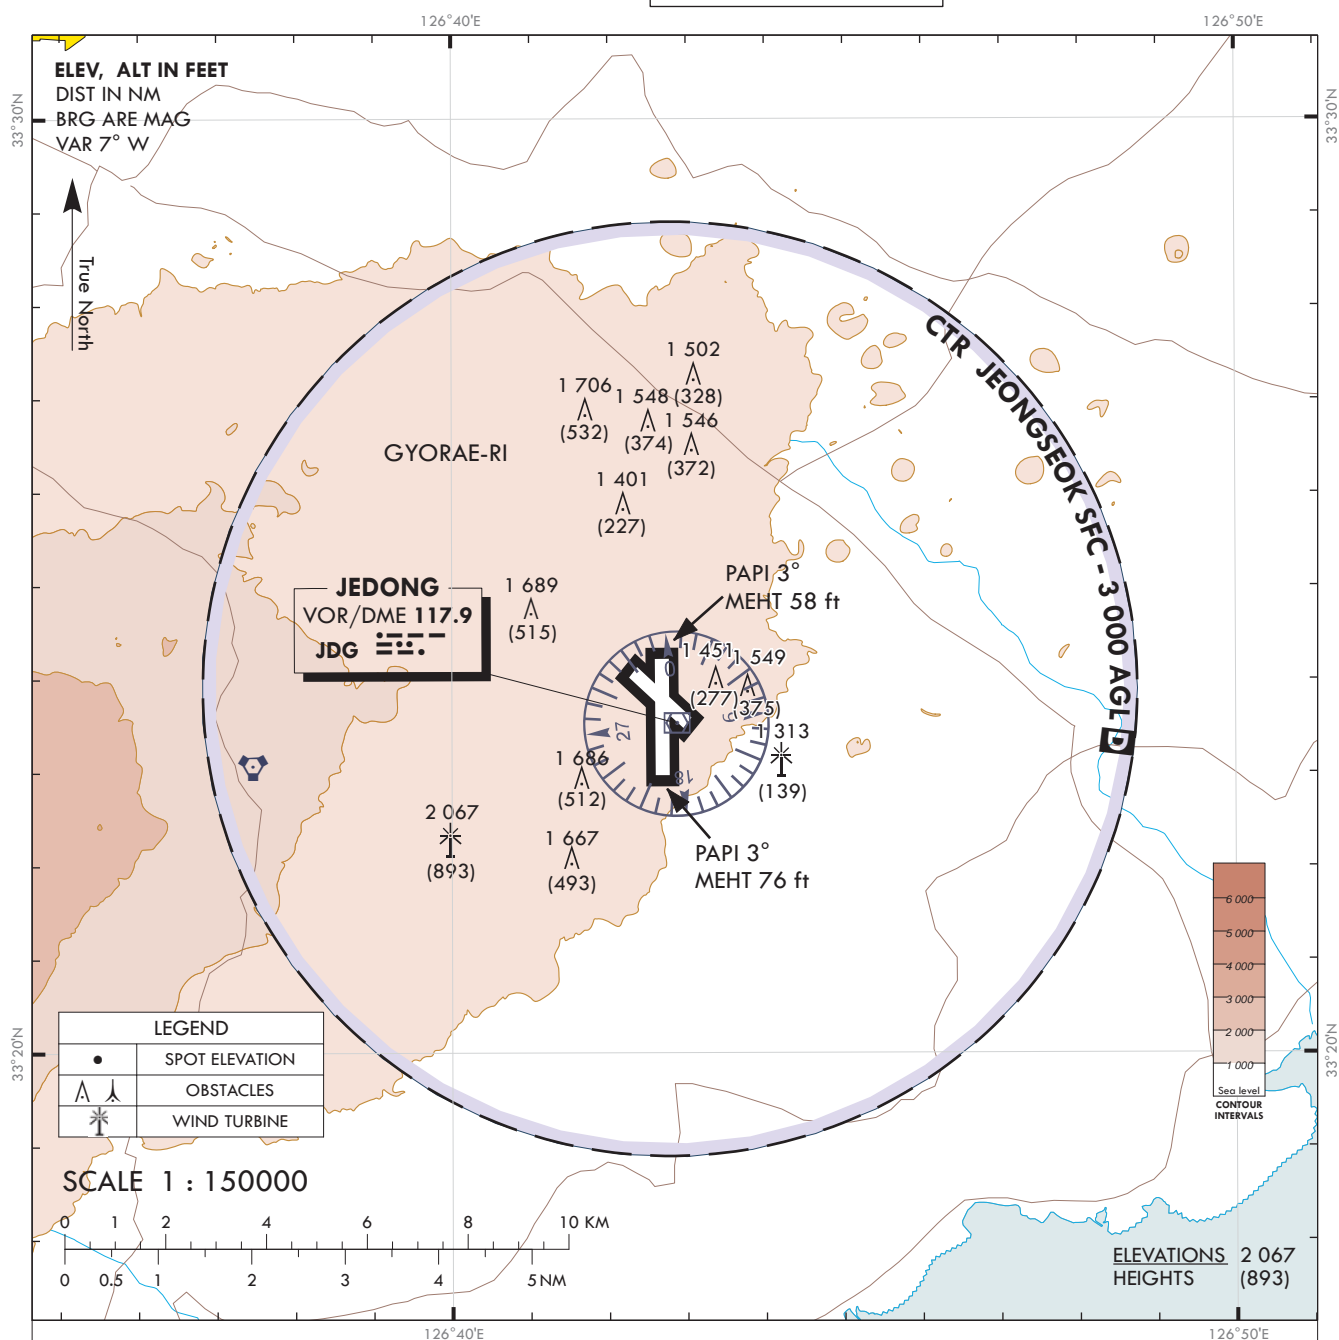 126°40'E
126°50'E
33°30'N
33°30'N
ELEV, ALT IN FEET
DIST IN NM
BRG ARE MAG
VAR 7° W
True North
CTR JEONGSEOK SFC - 3 000 AGL D
1 502
(328)
1 706
(532)
1 548
(374)
1 546
(372)
GYORAE-RI
1 401
(227)
JEDONG
VOR/DME 117.9
JDG
1 689
(515)
PAPI 3°
MEHT 58 ft
0
1 451
(277)
1 549
(375)
9
27
18
1 313
(139)
1 686
(512)
2 067
(893)
1 667
(493)
PAPI 3°
MEHT 76 ft
6 000
5 000
4 000
3 000
2 000
1 000
Sea level
CONTOUR
INTERVALS
33°20'N
33°20'N
LEGEND
SPOT ELEVATION
OBSTACLES
WIND TURBINE
SCALE 1 : 150000
0 1 2 4 6 8 10 KM
0 0.5 1 2 3 4 5 NM
ELEVATIONS 2 067
HEIGHTS (893)
126°40'E
126°50'E